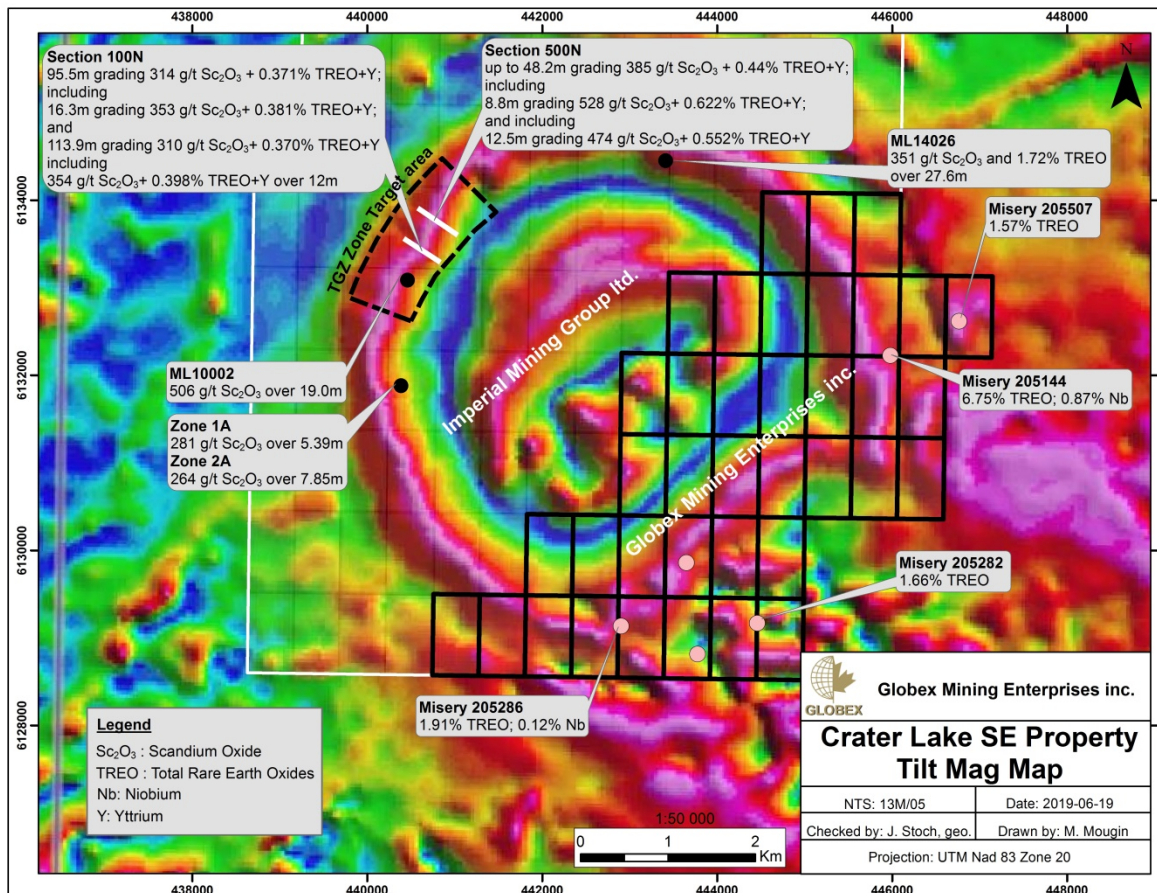 438000
440000
442000
444000
446000
448000
Section 100N
95.5m grading 314 g/t Sc₂O₃ + 0.371% TREO+Y;
including
16.3m grading 353 g/t Sc₂O₃+ 0.381% TREO+Y;
and
113.9m grading 310 g/t Sc₂O₃+ 0.370% TREO+Y
including
354 g/t Sc₂O₃+ 0.398% TREO+Y over 12m
Section 500N
up to 48.2m grading 385 g/t Sc₂O₃ + 0.44% TREO+Y;
including
8.8m grading 528 g/t Sc₂O₃+ 0.622% TREO+Y;
and including
12.5m grading 474 g/t Sc₂O₃+ 0.552% TREO+Y
N
ML14026
351 g/t Sc₂O₃ and 1.72% TREO
over 27.6m
6134000
6134000
Misery 205507
1.57% TREO
TGZ Zone Target area
Imperial Mining Group ltd.
Globex Mining Enterprises inc.
6132000
6132000
ML10002
506 g/t Sc₂O₃ over 19.0m
Misery 205144
6.75% TREO; 0.87% Nb
Zone 1A
281 g/t Sc₂O₃ over 5.39m
Zone 2A
264 g/t Sc₂O₃ over 7.85m
6130000
6130000
Misery 205282
1.66% TREO
Misery 205286
1.91% TREO; 0.12% Nb
6128000
Legend
Sc₂O₃ : Scandium Oxide
TREO : Total Rare Earth Oxides
Nb: Niobium
Y: Yttrium
1:50 000
0 1 2
Km
GLOBEX
Globex Mining Enterprises inc.
Crater Lake SE Property
Tilt Mag Map
NTS: 13M/05
Date: 2019-06-19
Checked by: J. Stoch, geo.
Drawn by: M. Mougin
Projection: UTM Nad 83 Zone 20
438000
440000
442000
444000
446000
448000